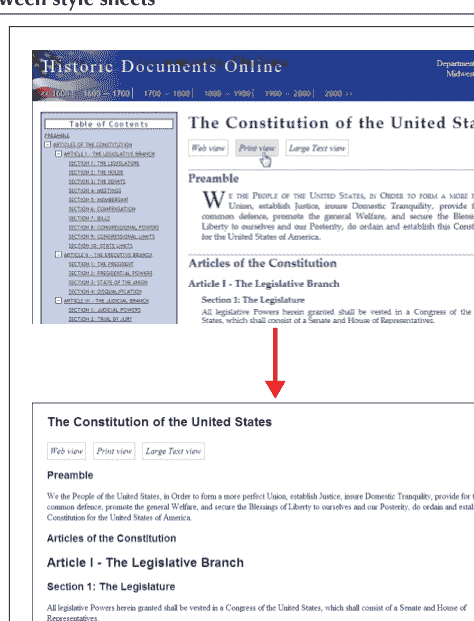 ween style sheets
Historic Documents Online
Department
Midwest
<< 1600 | 1600 -- 1700 | 1700 -- 1800 | 1800 -- 1900 | 1900 -- 2000 | 2000 >>
Table of Contents
PREAMBLE
ARTICLES OF THE CONSTITUTION
ARTICLE I - THE LEGISLATIVE BRANCH
SECTION 1: THE LEGISLATURE
SECTION 2: THE HOUSE
SECTION 3: THE SENATE
SECTION 4: MEETINGS
SECTION 5: MEMBERSHIP
SECTION 6: COMPENSATION
SECTION 7: BILLS
SECTION 8: CONGRESSIONAL POWERS
SECTION 9: CONGRESSIONAL LIMITS
SECTION 10: STATE LIMITS
ARTICLE II - THE EXECUTIVE BRANCH
SECTION 1: THE PRESIDENT
SECTION 2: PRESIDENTIAL POWERS
SECTION 3: STATE OF THE UNION
SECTION 4: DISQUALIFICATION
ARTICLE III - THE JUDICIAL BRANCH
SECTION 1: JUDICIAL POWERS
SECTION 2: TRIAL BY JURY
The Constitution of the United Sta
Web view Print view Large Text view
Preamble
WE THE PEOPLE OF THE UNITED STATES, IN ORDER TO FORM A MORE
Union, establish Justice, insure Domestic Tranquility, provide f
common defence, promote the general Welfare, and secure the Blessi
Liberty to ourselves and our Posterity, do ordain and establish this Const
for the United States of America.
Articles of the Constitution
Article I - The Legislative Branch
Section 1: The Legislature
All legislative Powers herein granted shall be vested in a Congress of the
States, which shall consist of a Senate and House of Representatives.
The Constitution of the United States
Web view Print view Large Text view
Preamble
We the People of the United States, in Order to form a more perfect Union, establish Justice, insure Domestic Tranquility, provide for t
common defence, promote the general Welfare, and secure the Blessings of Liberty to ourselves and our Posterity, do ordain and estab
Constitution for the United States of America.
Articles of the Constitution
Article I - The Legislative Branch
Section 1: The Legislature
All legislative Powers herein granted shall be vested in a Congress of the United States, which shall consist of a Senate and House of
Representatives.